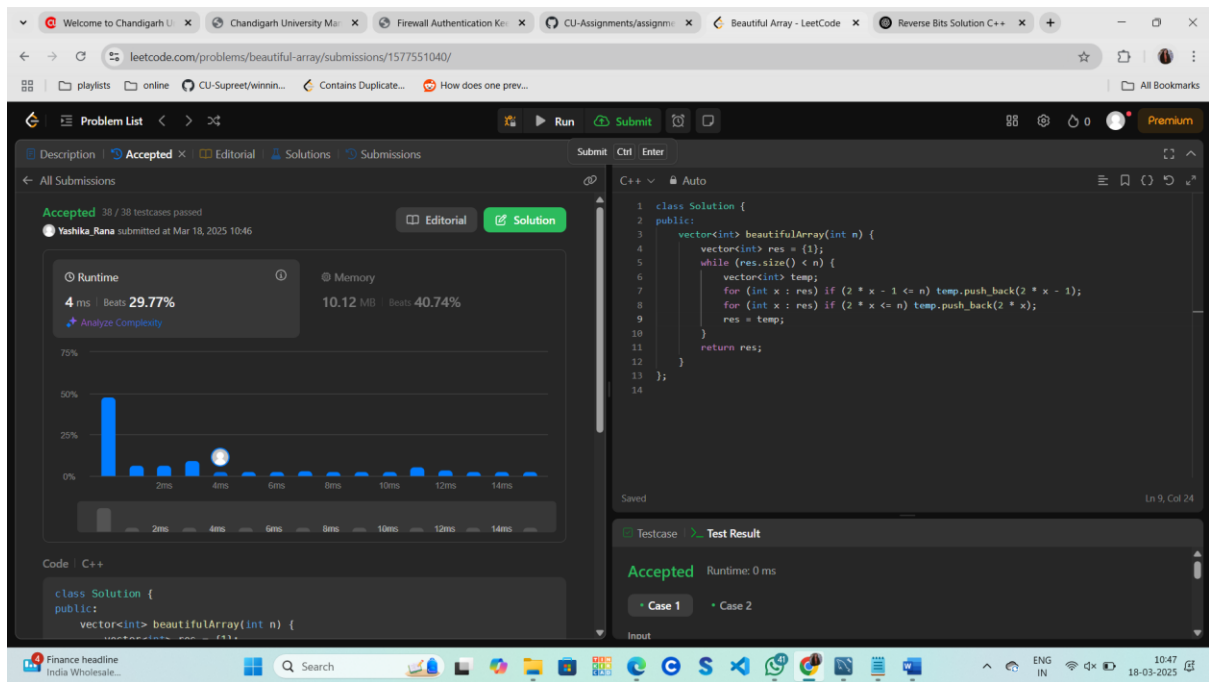 Welcome to Chandigarh U
Chandigarh University Man
Firewall Authentication Key
CU-Assignments/assignme
Beautiful Array - LeetCode
Reverse Bits Solution C++
leetcode.com/problems/beautiful-array/submissions/1577551040/
playlists
online
CU-Supreet/winnin...
Contains Duplicate...
How does one prev...
All Bookmarks
Problem List
Run
Submit
0
Premium
Description
Accepted
Editorial
Solutions
Submissions
Submit Ctrl Enter
All Submissions
C++
Auto
Accepted 38 / 38 testcases passed
Yashika_Rana submitted at Mar 18, 2025 10:46
Editorial
Solution
Runtime
4 ms Beats 29.77%
Analyze Complexity
Memory
10.12 MB Beats 40.74%
75%
50%
25%
0%
2ms 4ms 6ms 8ms 10ms 12ms 14ms
2ms 4ms 6ms 8ms 10ms 12ms 14ms
Code C++
class Solution {
public:
vector<int> beautifulArray(int n) {
vector<int> res = {1};
1 class Solution {
2 public:
3 vector<int> beautifulArray(int n) {
4 vector<int> res = {1};
5 while (res.size() < n) {
6 vector<int> temp;
7 for (int x : res) if (2 * x - 1 <= n) temp.push_back(2 * x - 1);
8 for (int x : res) if (2 * x <= n) temp.push_back(2 * x);
9 res = temp;
10 }
11 return res;
12 }
13 };
14
Saved
Ln 9, Col 24
Testcase
Test Result
Accepted Runtime: 0 ms
Case 1
Case 2
Input
4
Finance headline
India Wholesale...
Search
ENG
IN
10:47
18-03-2025